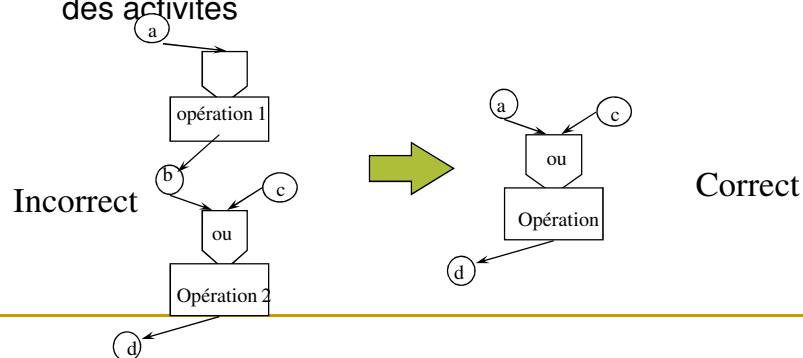 des activités
a
opération 1
b
c
ou
Opération 2
d
Incorrect
a
c
ou
Opération
d
Correct